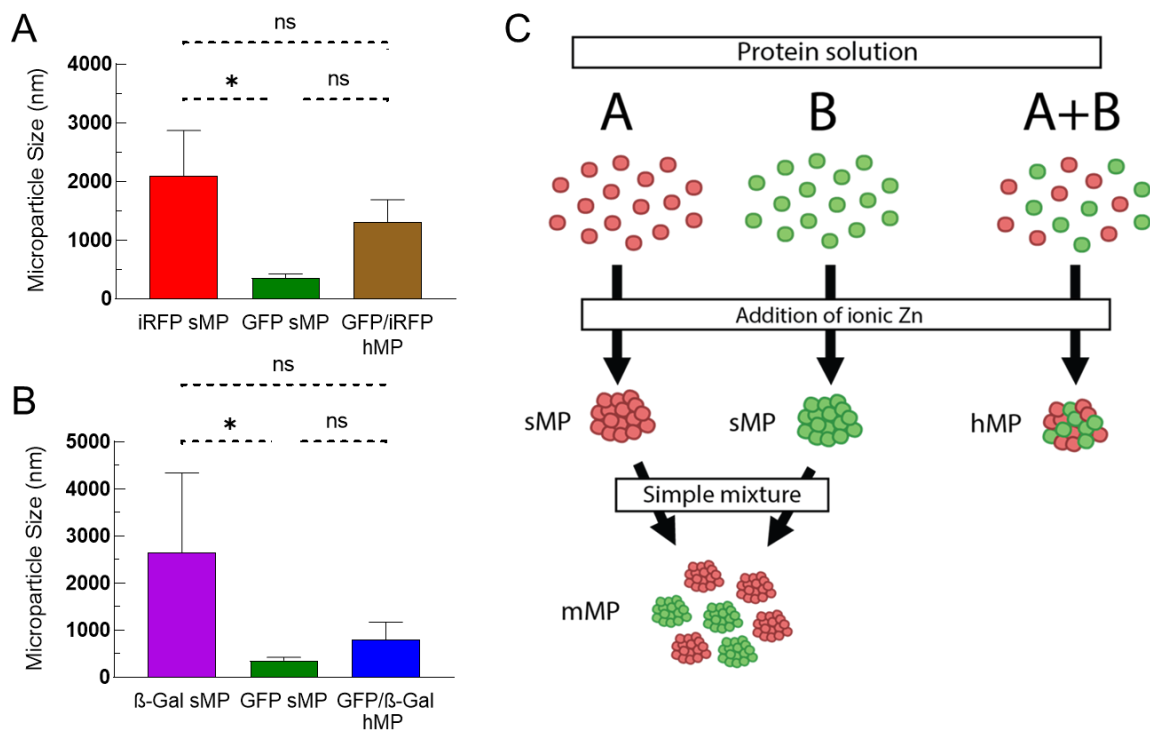 A
ns
*
ns
Microparticle Size (nm)
4000
3000
2000
1000
0
iRFP sMP
GFP sMP
GFP/iRFP
hMP
B
ns
*
ns
Microparticle Size (nm)
5000
4000
3000
2000
1000
0
ß-Gal sMP
GFP sMP
GFP/ß-Gal
hMP
C
Protein solution
A
B
A+B
Addition of ionic Zn
sMP
sMP
hMP
Simple mixture
mMP